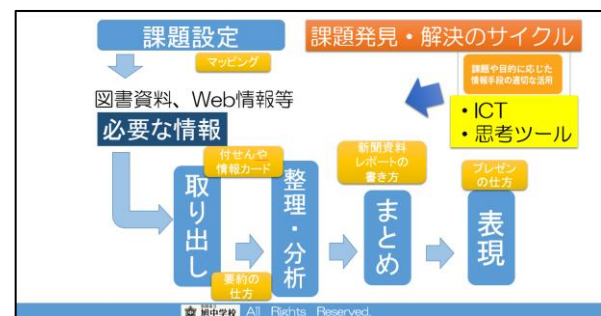 課題設定
課題発見・解決のサイクル
マッピング
課題や目的に応じた
情報手段の適切な活用
図書資料、Web情報等
必要な情報
・ICT
・思考ツール
付せんや
情報カード
新聞資料
レポートの
書き方
プレゼン
の仕方
取り出し
整理・分析
まとめ
表現
要約の
仕方
旭中学校 All Rights Reserved.